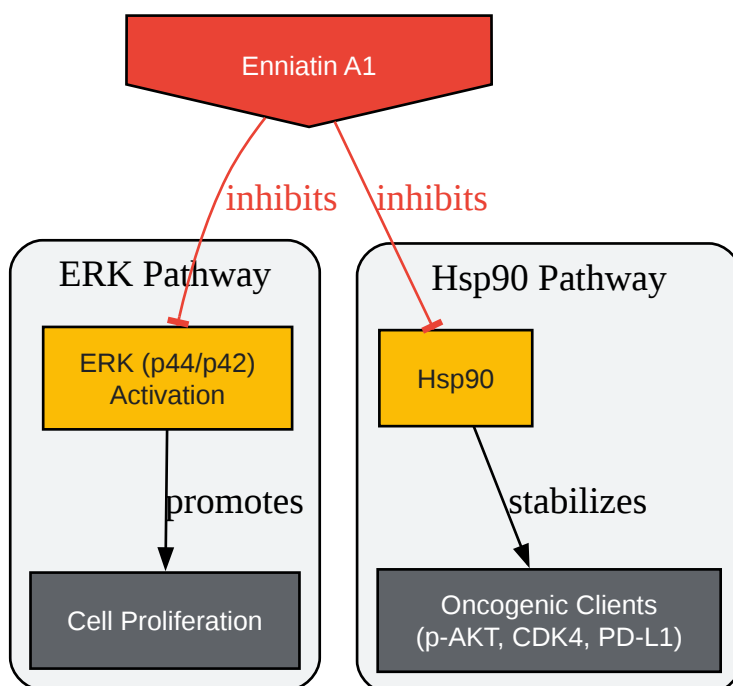 Enniatin A1
inhibits
inhibits
ERK Pathway
ERK (p44/p42)
Activation
promotes
Cell Proliferation
Hsp90 Pathway
Hsp90
stabilizes
Oncogenic Clients
(p-AKT, CDK4, PD-L1)